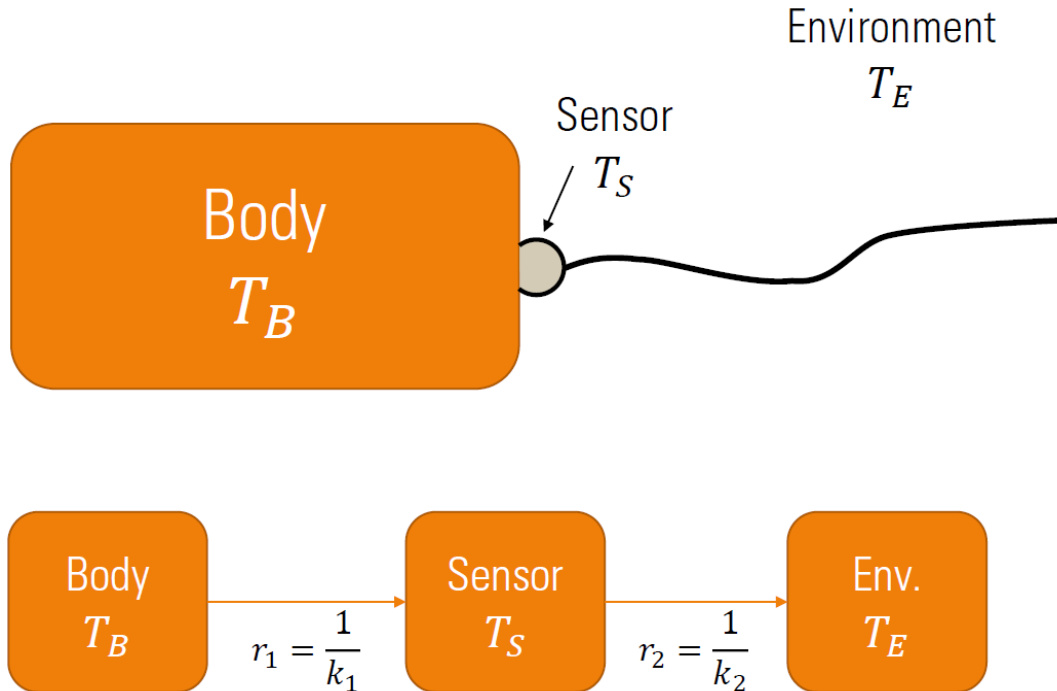 Environment
T_E
Sensor
T_S
Body
T_B
Body
T_B
r_1 = 1/k_1
Sensor
T_S
r_2 = 1/k_2
Env.
T_E